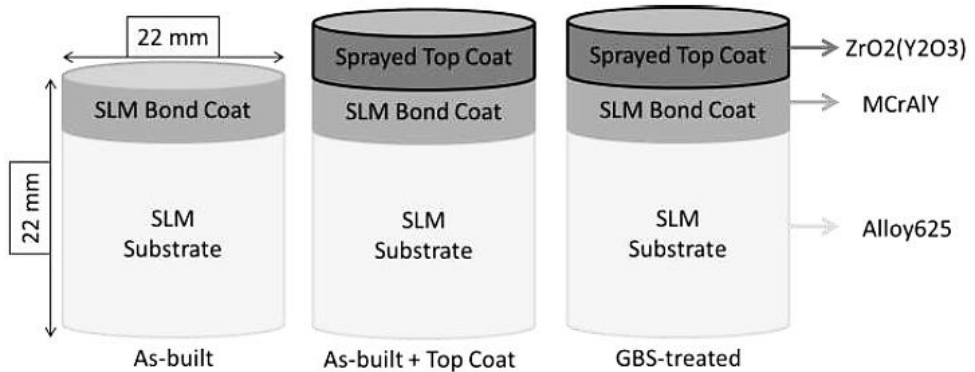 22 mm
22 mm
SLM Bond Coat
SLM
Substrate
As-built
Sprayed Top Coat
SLM Bond Coat
SLM
Substrate
As-built + Top Coat
Sprayed Top Coat
SLM Bond Coat
SLM
Substrate
GBS-treated
ZrO2(Y2O3)
MCrAlY
Alloy625